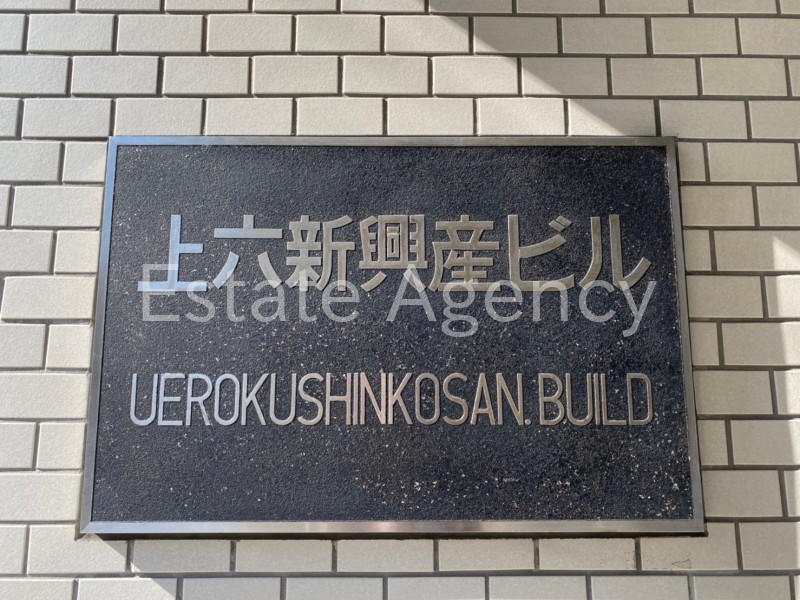 上六新興産ビル
Estate Agency
UEROKUSHINKOSAN. BUILD